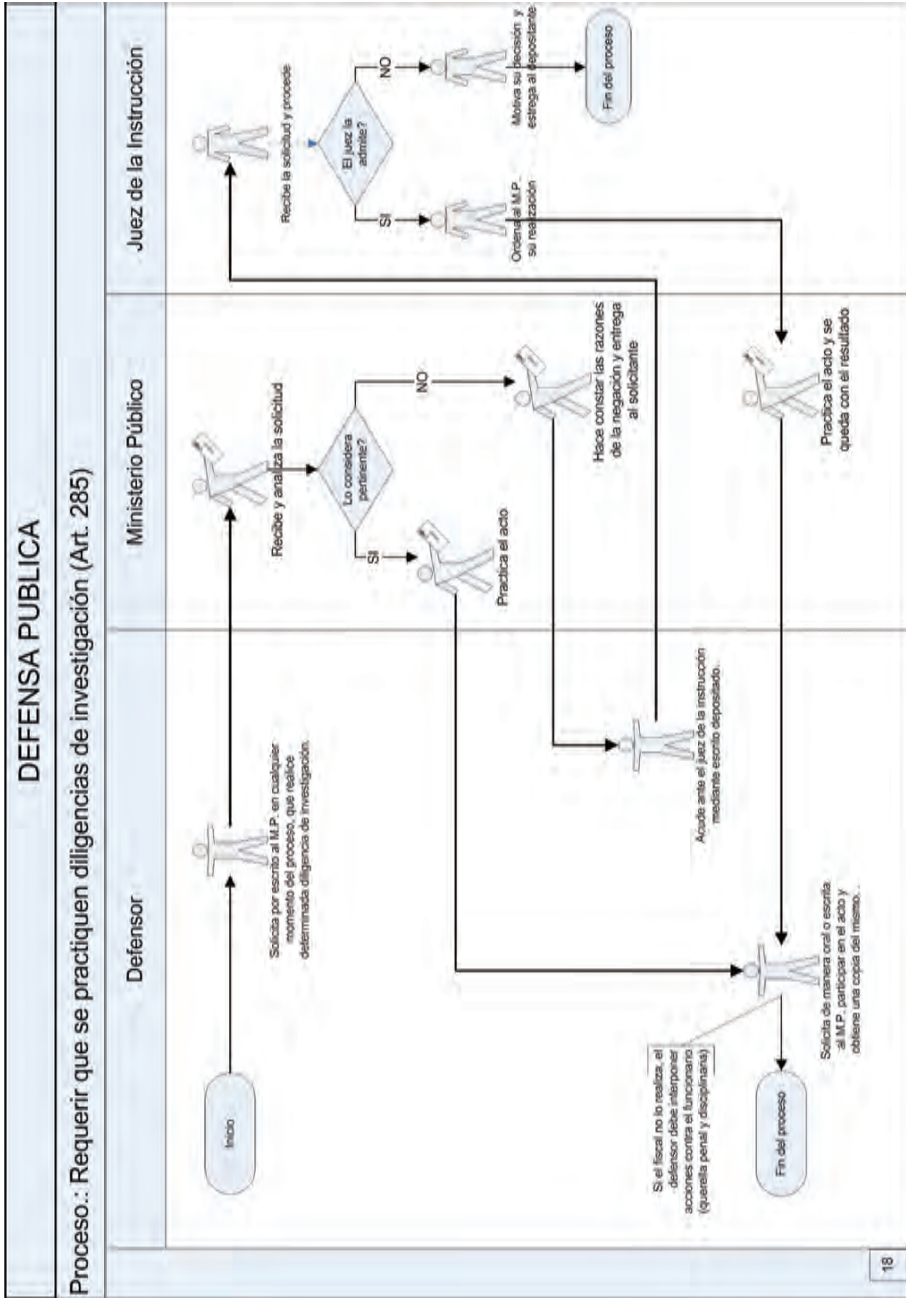 DEFENSA PUBLICA
Proceso.: Requerir que se practiquen diligencias de investigación (Art. 285)
Defensor
Ministerio Público
Juez de la Instrucción
Inicio
Solicita por escrito al M.P. en cualquier
momento del proceso, que realice
determinada diligencia de investigación.
Recibe y analiza la solicitud
Lo considera
pertinente?
SI
NO
Practica el acto
Hace constar las razones
de la negación y entrega
al solicitante
Acude ante el juez de la instrucción
mediante escrito depositado.
Recibe la solicitud y procede
El juez la
admite?
SI
NO
Ordena al M.P.
su realización
Motiva su decisión y
estrega al depositante
Fin del proceso
Practica el acto y se
queda con el resultado
Solicita de manera oral o escrita
al M.P. participar en el acto y
obtiene una copia del mismo.
Si el fiscal no lo realiza, el
defensor debe interponer
acciones contra el funcionario
(querella penal y disciplinaria)
Fin del proceso
18